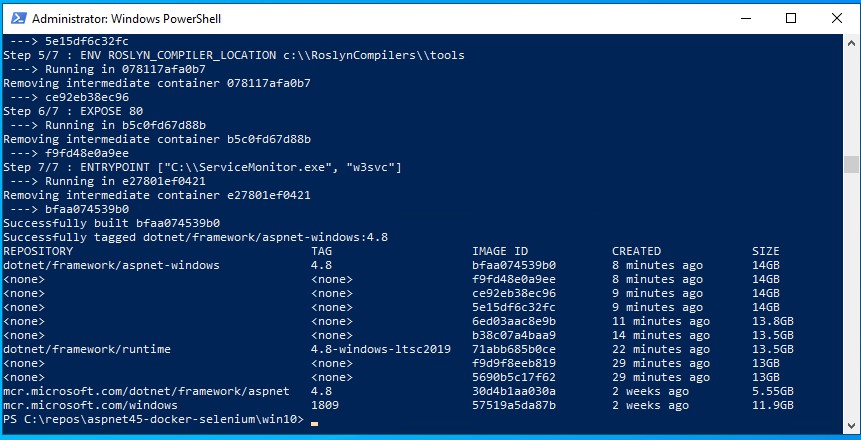 Administrator: Windows PowerShell
---> 5e15df6c32fc
Step 5/7 : ENV ROSLYN_COMPILER_LOCATION c:\\RoslynCompilers\\tools
---> Running in 078117afa0b7
Removing intermediate container 078117afa0b7
---> ce92eb38ec96
Step 6/7 : EXPOSE 80
---> Running in b5c0fd67d88b
Removing intermediate container b5c0fd67d88b
---> f9fd48e0a9ee
Step 7/7 : ENTRYPOINT ["C:\\ServiceMonitor.exe", "w3svc"]
---> Running in e27801ef0421
Removing intermediate container e27801ef0421
---> bfaa074539b0
Successfully built bfaa074539b0
Successfully tagged dotnet/framework/aspnet-windows:4.8
REPOSITORY TAG IMAGE ID CREATED SIZE
dotnet/framework/aspnet-windows 4.8 bfaa074539b0 8 minutes ago 14GB
<none> <none> f9fd48e0a9ee 8 minutes ago 14GB
<none> <none> ce92eb38ec96 9 minutes ago 14GB
<none> <none> 5e15df6c32fc 9 minutes ago 14GB
<none> <none> 6ed03aac8e9b 11 minutes ago 13.8GB
<none> <none> b38c07a4baa9 14 minutes ago 13.5GB
dotnet/framework/runtime 4.8-windows-ltsc2019 71abb685b0ce 22 minutes ago 13.5GB
<none> <none> f9d9f8eeb819 29 minutes ago 13GB
<none> <none> 5690b5c17f62 29 minutes ago 13GB
mcr.microsoft.com/dotnet/framework/aspnet 4.8 30d4b1aa030a 2 weeks ago 5.55GB
mcr.microsoft.com/windows 1809 57519a5da87b 2 weeks ago 11.9GB
PS C:\repos\aspnet45-docker-selenium\win10>